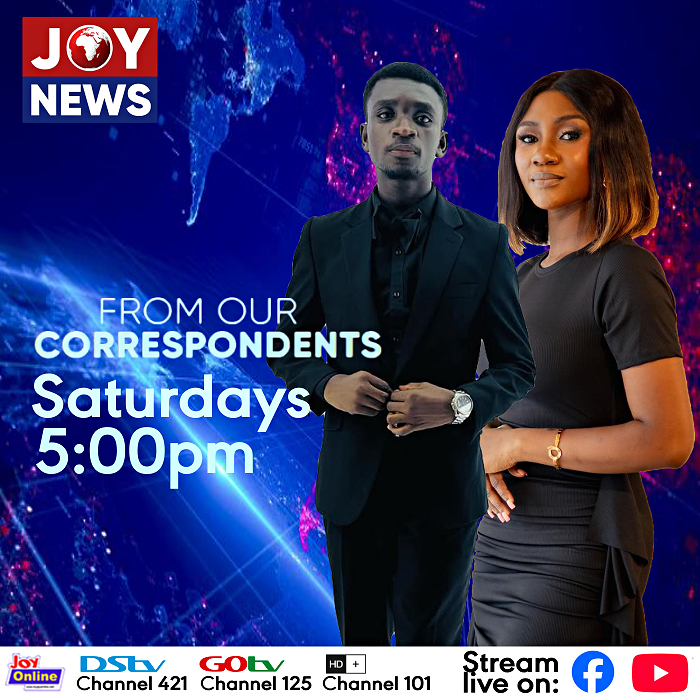 JOY
NEWS
FROM OUR
CORRESPONDENTS
Saturdays
5:00pm
JOY
Online
DStv
Channel 421
GOtv
Channel 125
HD +
Channel 101
Stream
live on: